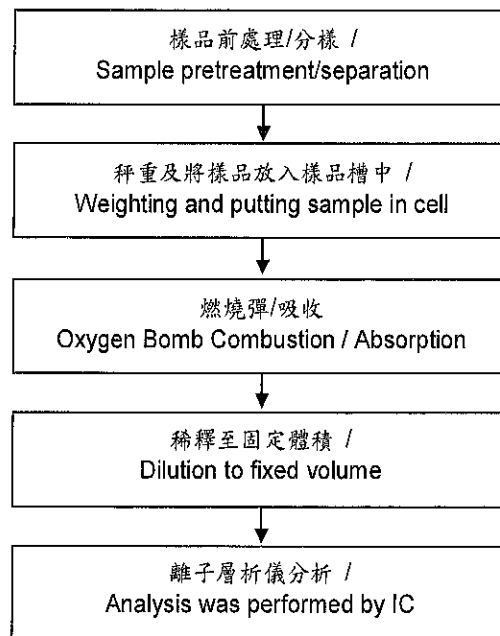 樣品前處理/分樣 /
Sample pretreatment/separation
秤重及將樣品放入樣品槽中 /
Weighting and putting sample in cell
燃燒彈/吸收
Oxygen Bomb Combustion / Absorption
稀釋至固定體積 /
Dilution to fixed volume
離子層析儀分析 /
Analysis was performed by IC